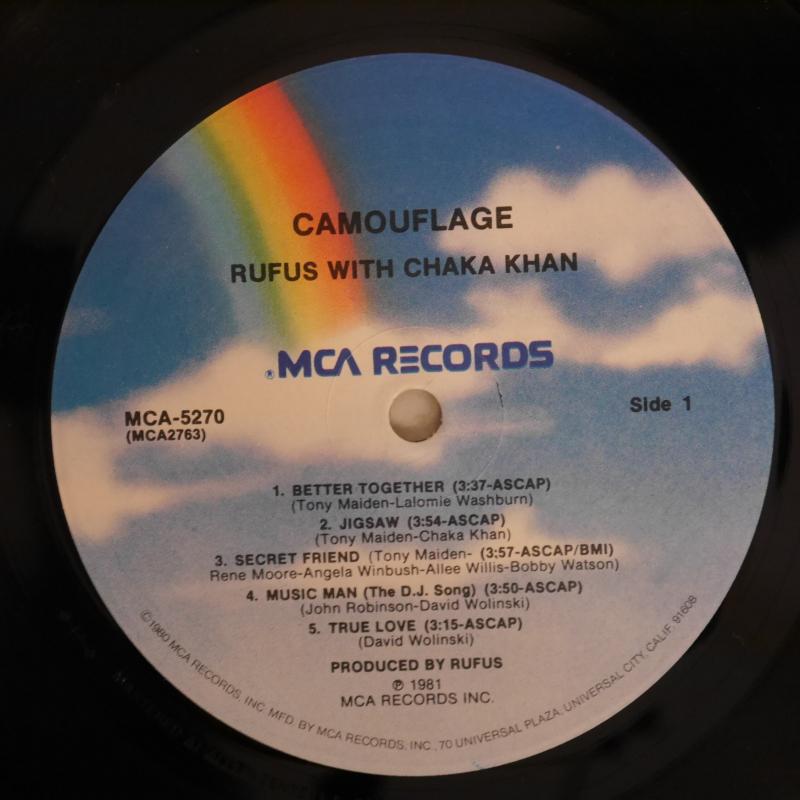 CAMOUFLAGE
RUFUS WITH CHAKA KHAN
® MCA RECORDS
MCA-5270
(MCA2763)
Side 1
1. BETTER TOGETHER (3:37-ASCAP)
(Tony Maiden-Lalomie Washburn)
2. JIGSAW (3:54-ASCAP)
(Tony Maiden-Chaka Khan)
3. SECRET FRIEND (Tony Maiden- (3:57-ASCAP/BMI)
Rene Moore-Angela Winbush-Allee Willis-Bobby Watson)
4. MUSIC MAN (The D.J. Song) (3:50-ASCAP)
(John Robinson-David Wolinski)
5. TRUE LOVE (3:15-ASCAP)
(David Wolinski)
PRODUCED BY RUFUS
℗ 1981
MCA RECORDS INC.
©1980 MCA RECORDS, INC. MFD. BY MCA RECORDS, INC., 70 UNIVERSAL PLAZA, UNIVERSAL CITY, CALIF. 91608